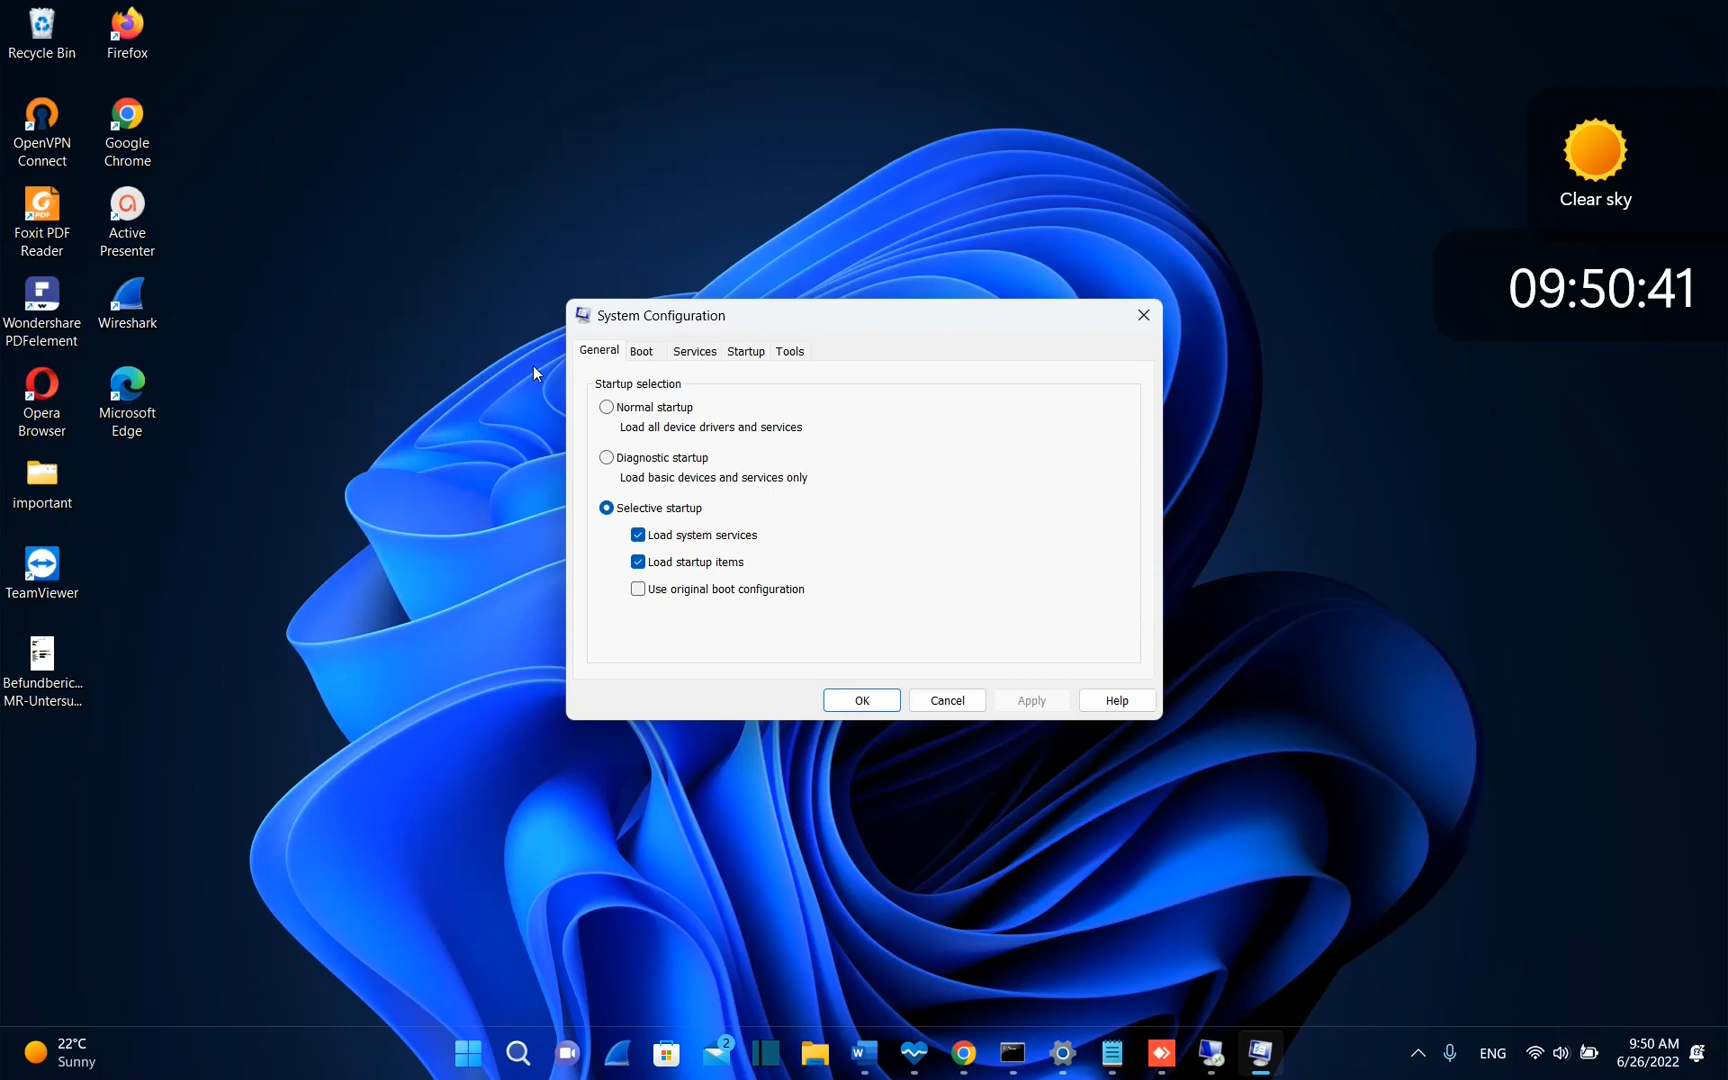 Recycle Bin
Firefox
OpenVPN
Connect
Google
Chrome
Foxit PDF
Reader
Active
Presenter
Wondershare
PDFelement
Wireshark
Opera
Browser
Microsoft
Edge
important
TeamViewer
Befundberic...
MR-Untersu...
Clear sky
09:50:41
System Configuration
General
Boot
Services
Startup
Tools
Startup selection
Normal startup
Load all device drivers and services
Diagnostic startup
Load basic devices and services only
Selective startup
Load system services
Load startup items
Use original boot configuration
OK
Cancel
Apply
Help
22°C
Sunny
2
ENG
9:50 AM
6/26/2022